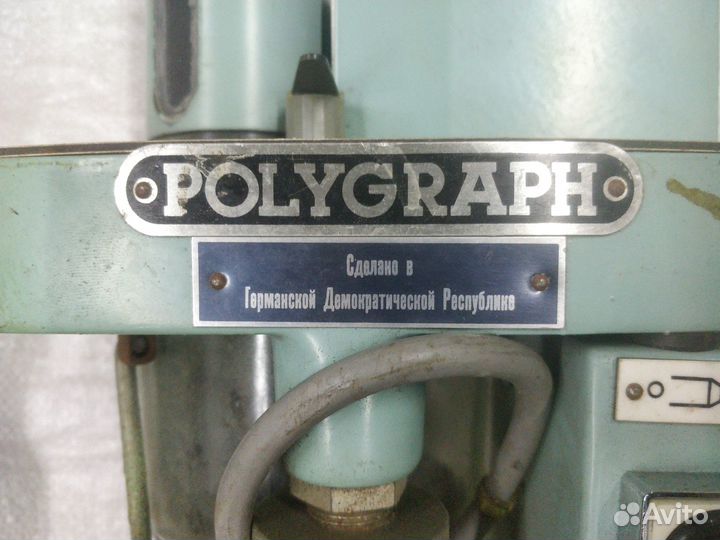 POLYGRAPH
Сделано в
Германской Демократической Республике
Avito